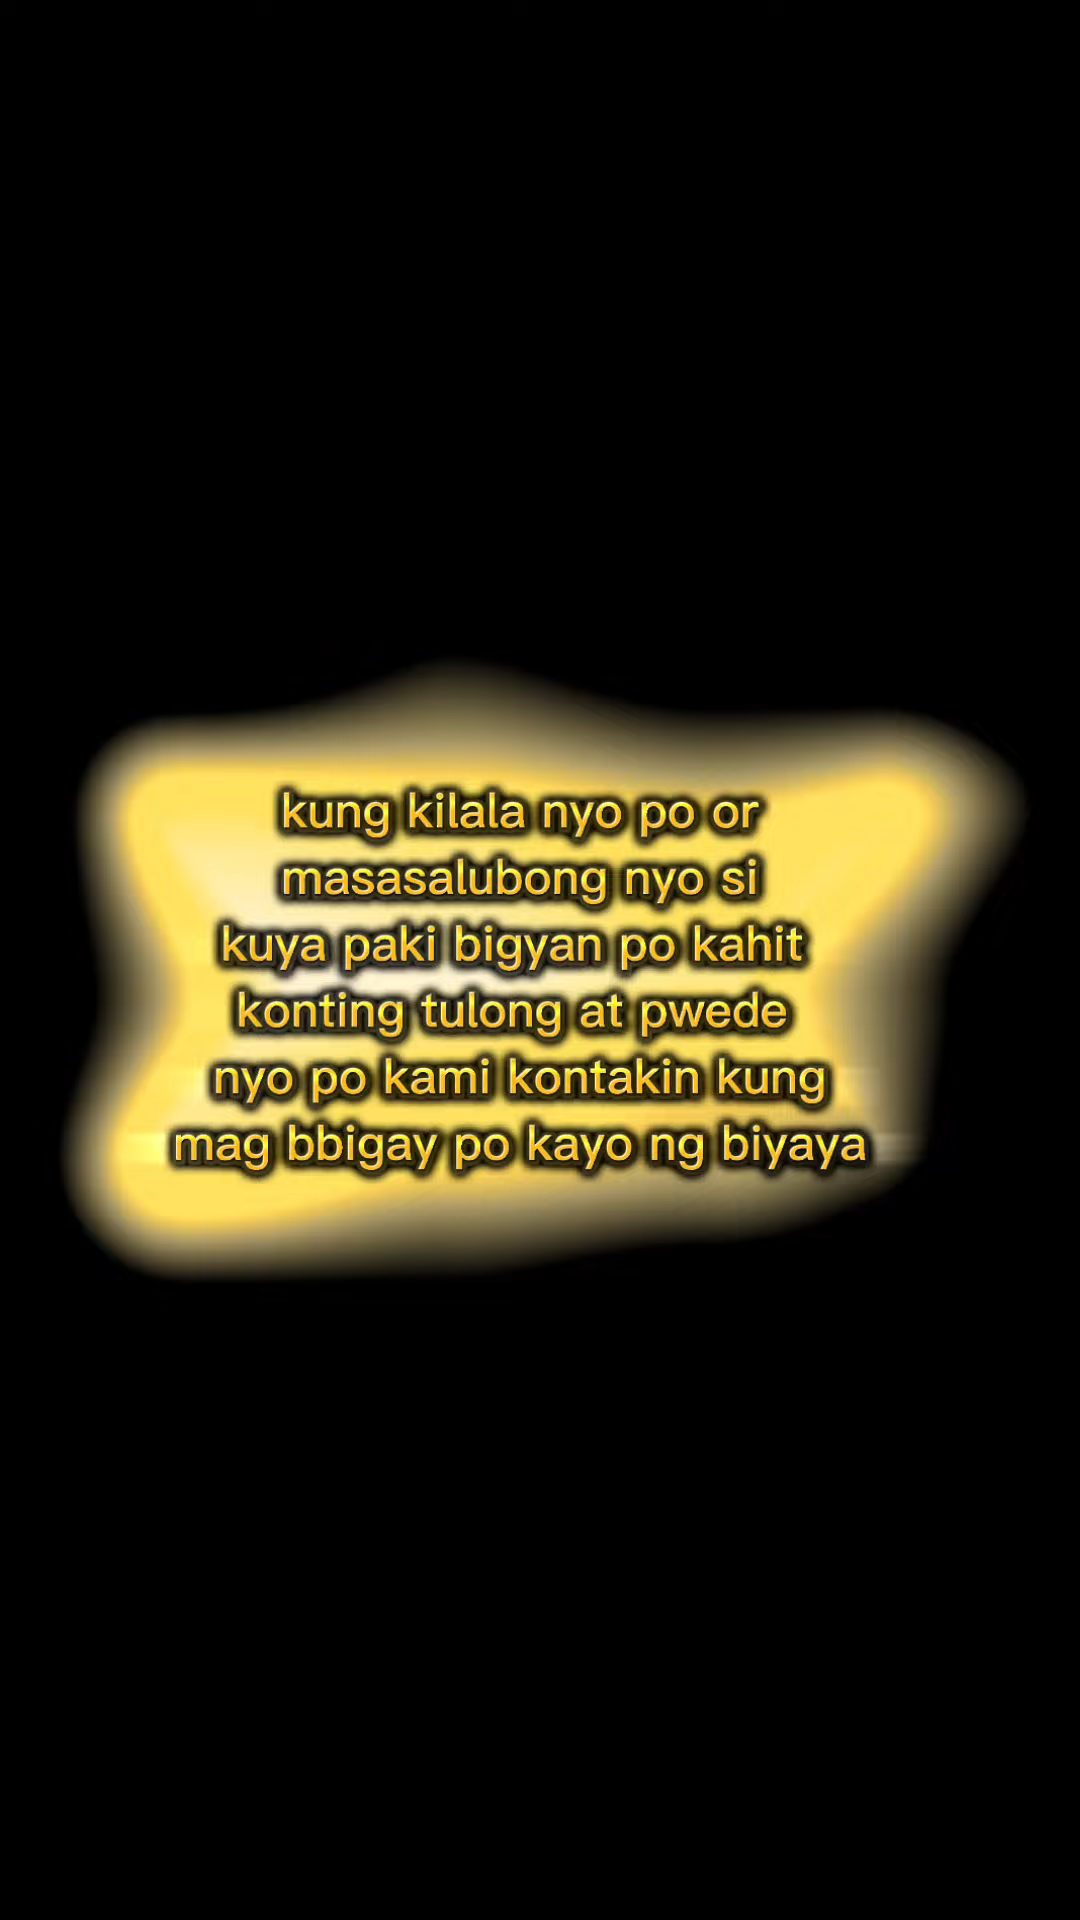 kung kilala nyo po or
masasalubong nyo si
kuya paki bigyan po kahit
konting tulong at pwede
nyo po kami kontakin kung
mag bbigay po kayo ng biyaya